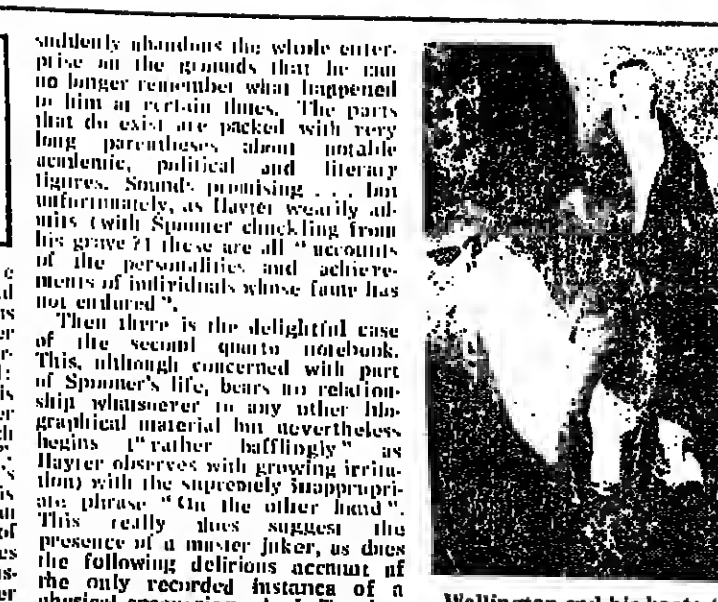 suddenly abandons the whole enter-
prise on the grounds that he can
no longer remember what happened
to him at certain times. The parts
that do exist are packed with very
long parentheses about notable
academic, political and literary
figures. Sounds promising . . . but
unfortunately, as Hayter wearily ad-
mits (with Spooner chuckling from
his grave?) these are all "accounts
of the personalities and achieve-
ments of individuals whose fame has
not endured".
Then there is the delightful case
of the second quarto notebook.
This, although concerned with part
of Spooner's life, bears no relation-
ship whatsoever to any other bio-
graphical material but nevertheless
begins ("rather bafflingly" as
Hayter observes with growing irrita-
tion) with the supremely inappropri-
ate phrase "On the other hand".
This really does suggest the
presence of a master joker, as does
the following delirious account of
the only recorded instance of a
physical
Wellington and his